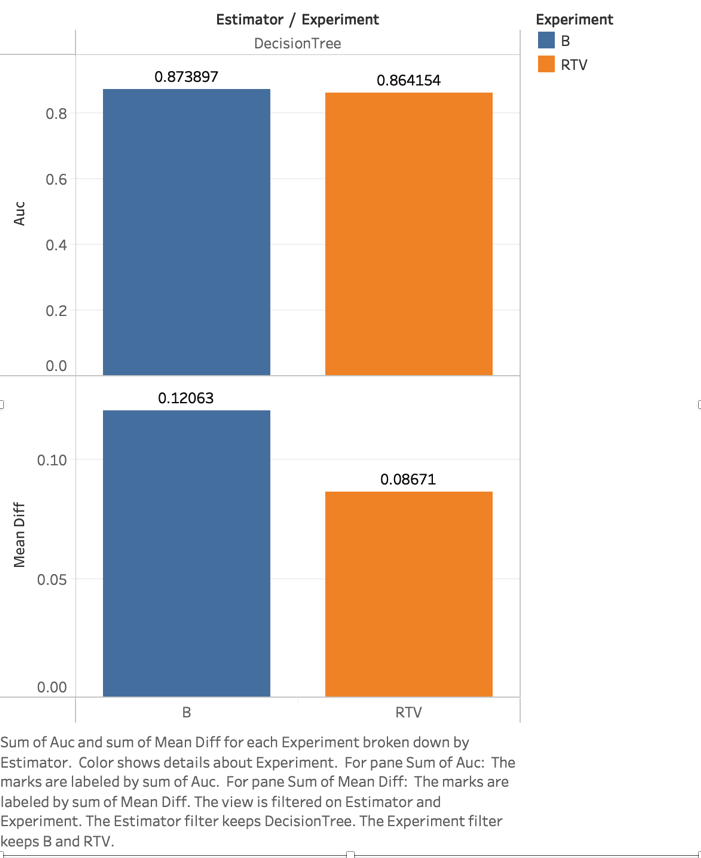 Estimator / Experiment
DecisionTree
Experiment
B
RTV
0.873897
0.864154
0.8
0.6
0.4
0.2
0.0
Auc
0.12063
0.08671
0.10
0.05
0.00
Mean Diff
B
RTV
Sum of Auc and sum of Mean Diff for each Experiment broken down by
Estimator. Color shows details about Experiment. For pane Sum of Auc: The
marks are labeled by sum of Auc. For pane Sum of Mean Diff: The marks are
labeled by sum of Mean Diff. The view is filtered on Estimator and
Experiment. The Estimator filter keeps DecisionTree. The Experiment filter
keeps B and RTV.